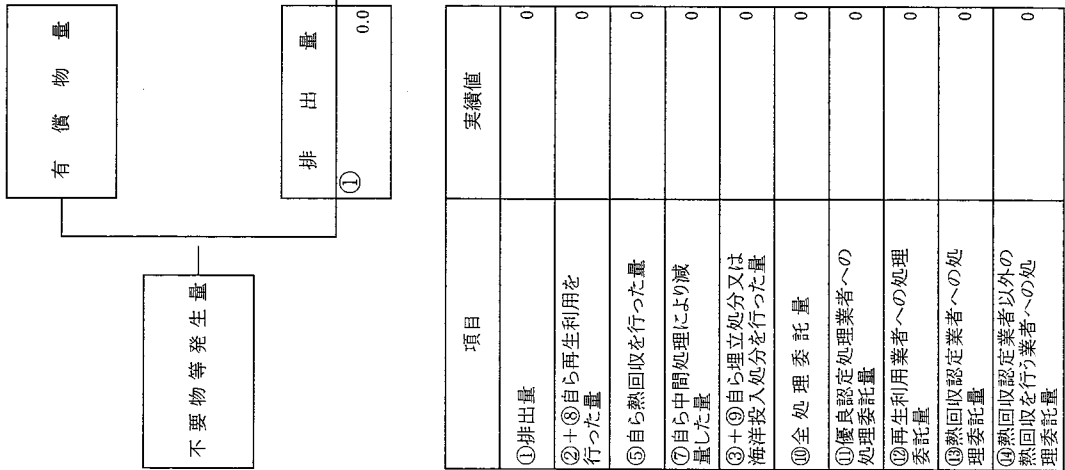 有償物量
不要物等発生量
排出量
① 0.0
項目 実績値
①排出量 0
②+⑧自ら再生利用を
行った量 0
⑤自ら熱回収を行った量 0
⑦自ら中間処理により減
量した量 0
③+⑨自ら埋立処分又は
海洋投入処分を行った量 0
⑩全処理委託量 0
⑪優良認定処理業者への
処理委託量 0
⑫再生利用業者への処理
委託量 0
⑬熱回収認定業者への処
理委託量 0
⑭熱回収認定業者以外の
熱回収を行う業者への処
理委託量 0